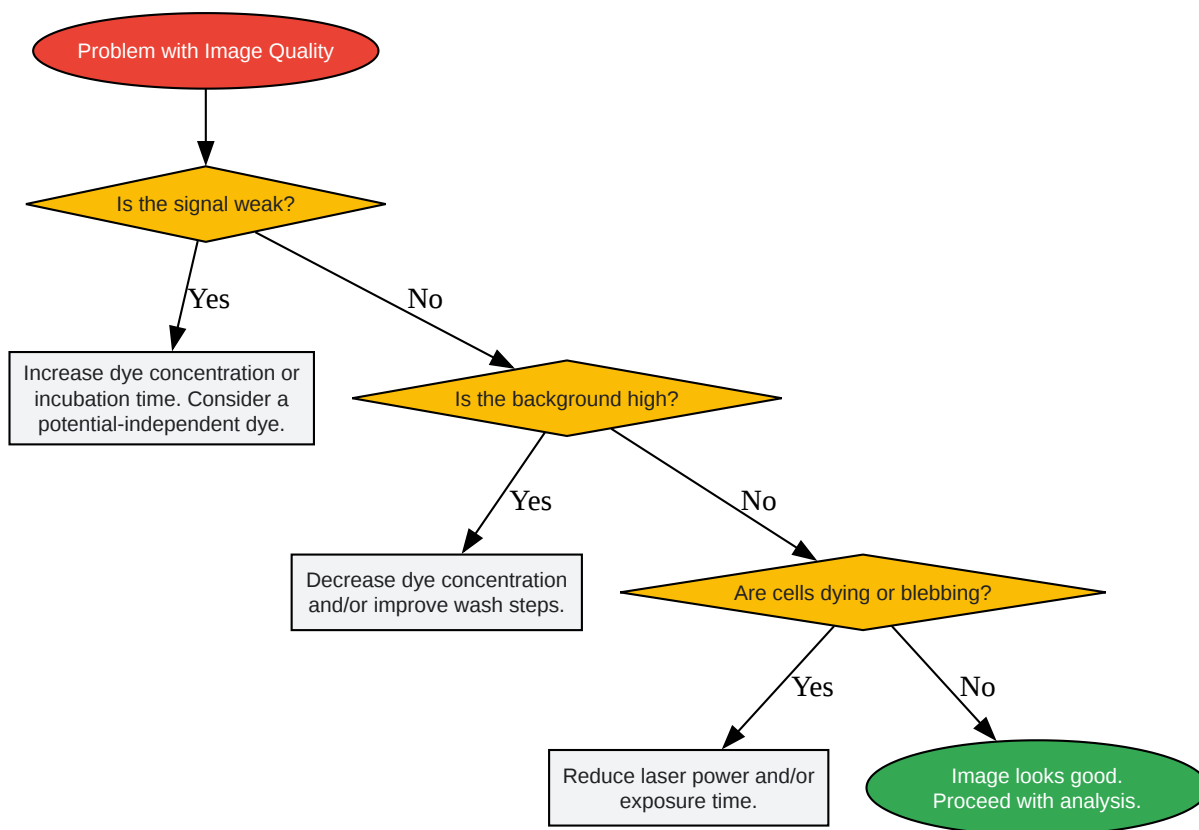 Problem with Image Quality
Is the signal weak?
Yes
No
Increase dye concentration or
incubation time. Consider a
potential-independent dye.
Is the background high?
Yes
No
Decrease dye concentration
and/or improve wash steps.
Are cells dying or blebbing?
Yes
No
Reduce laser power and/or
exposure time.
Image looks good.
Proceed with analysis.